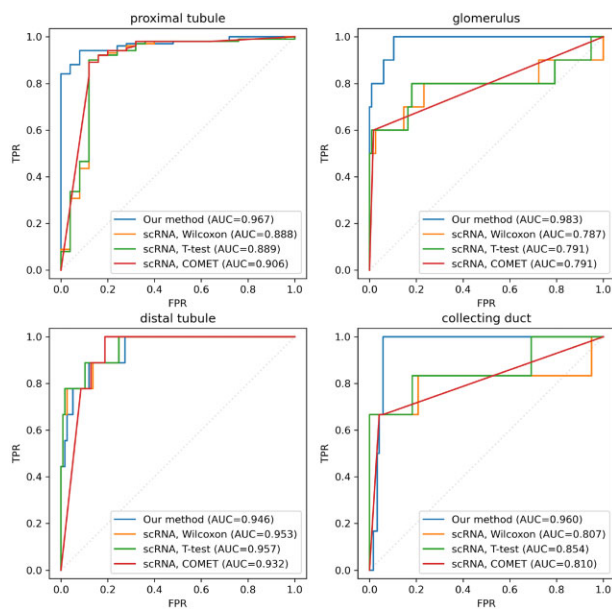 proximal tubule
1.0
0.8
0.6
0.4
0.2
0.0
TPR
Our method (AUC=0.967)
scRNA, Wilcoxon (AUC=0.888)
scRNA, T-test (AUC=0.889)
scRNA, COMET (AUC=0.906)
0.0 0.2 0.4 0.6 0.8 1.0
FPR
glomerulus
1.0
0.8
0.6
0.4
0.2
0.0
TPR
Our method (AUC=0.983)
scRNA, Wilcoxon (AUC=0.787)
scRNA, T-test (AUC=0.791)
scRNA, COMET (AUC=0.791)
0.0 0.2 0.4 0.6 0.8 1.0
FPR
distal tubule
1.0
0.8
0.6
0.4
0.2
0.0
TPR
Our method (AUC=0.946)
scRNA, Wilcoxon (AUC=0.953)
scRNA, T-test (AUC=0.957)
scRNA, COMET (AUC=0.932)
0.0 0.2 0.4 0.6 0.8 1.0
FPR
collecting duct
1.0
0.8
0.6
0.4
0.2
0.0
TPR
Our method (AUC=0.960)
scRNA, Wilcoxon (AUC=0.807)
scRNA, T-test (AUC=0.854)
scRNA, COMET (AUC=0.810)
0.0 0.2 0.4 0.6 0.8 1.0
FPR